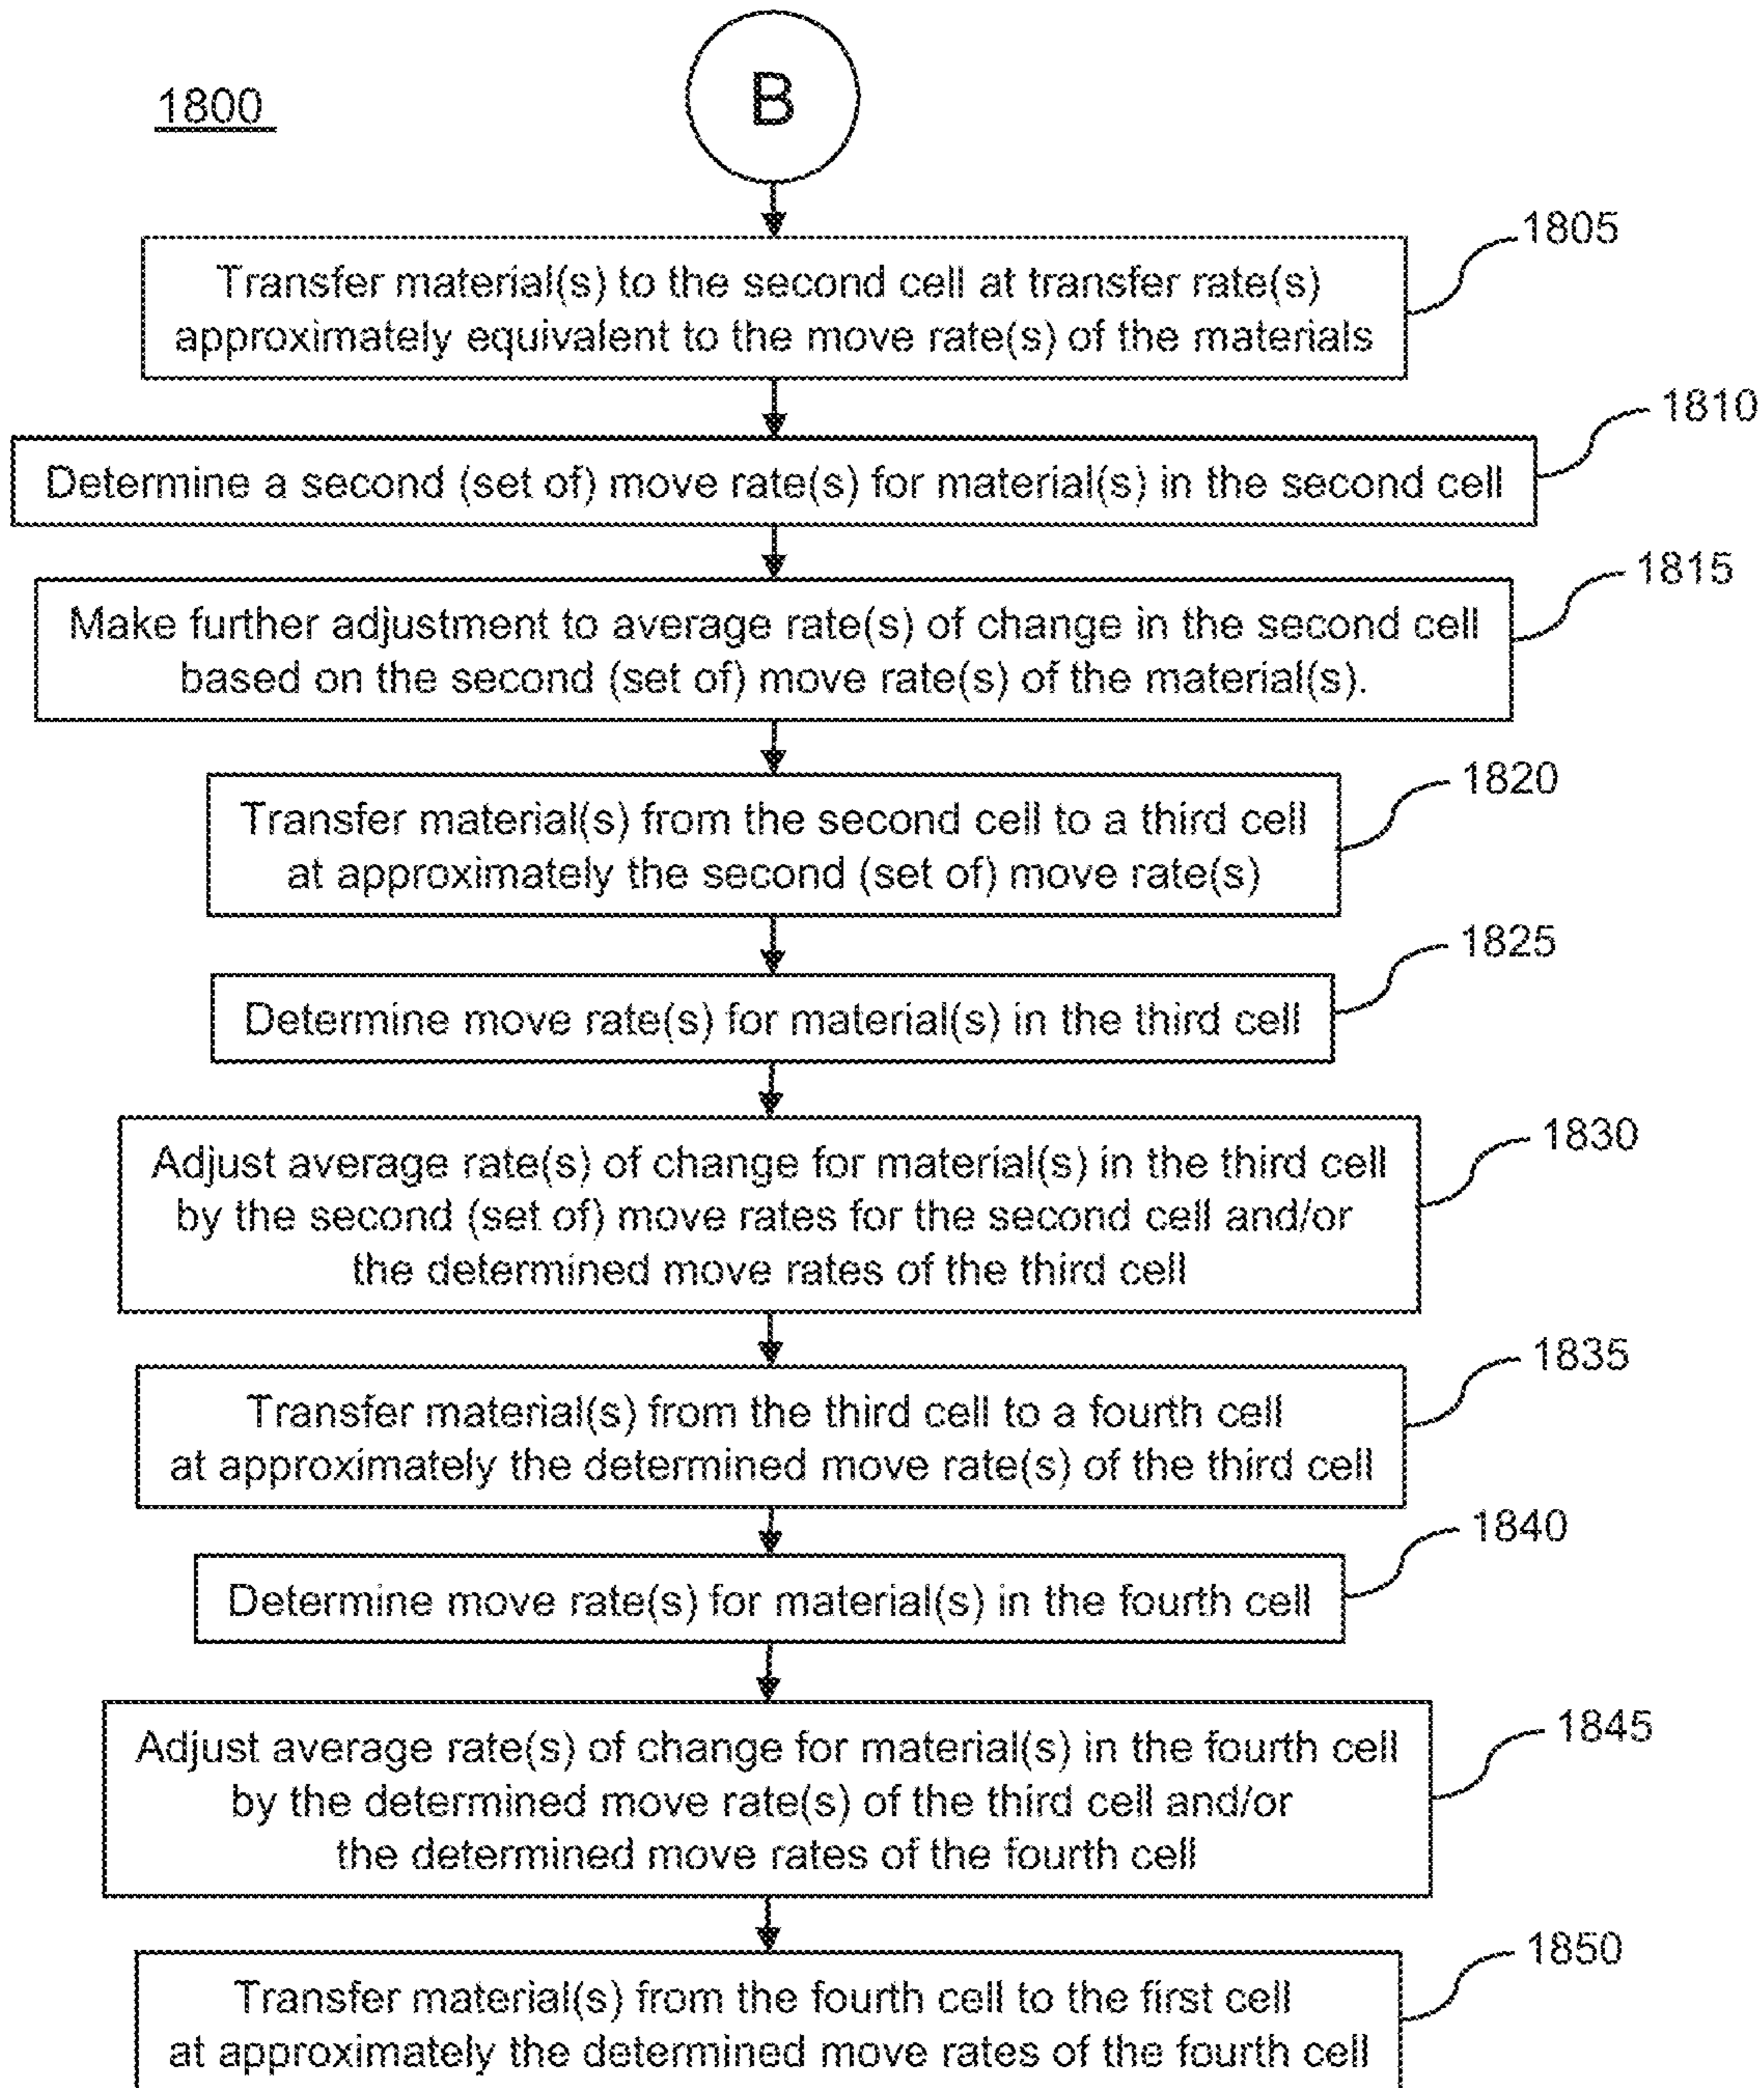 1800
B
1805
Transfer material(s) to the second cell at transfer rate(s)
approximately equivalent to the move rate(s) of the materials
1810
Determine a second (set of) move rate(s) for material(s) in the second cell
1815
Make further adjustment to average rate(s) of change in the second cell
based on the second (set of) move rate(s) of the material(s).
1820
Transfer material(s) from the second cell to a third cell
at approximately the second (set of) move rate(s)
1825
Determine move rate(s) for material(s) in the third cell
1830
Adjust average rate(s) of change for material(s) in the third cell
by the second (set of) move rates for the second cell and/or
the determined move rates of the third cell
1835
Transfer material(s) from the third cell to a fourth cell
at approximately the determined move rate(s) of the third cell
1840
Determine move rate(s) for material(s) in the fourth cell
1845
Adjust average rate(s) of change for material(s) in the fourth cell
by the determined move rate(s) of the third cell and/or
the determined move rates of the fourth cell
1850
Transfer material(s) from the fourth cell to the first cell
at approximately the determined move rates of the fourth cell